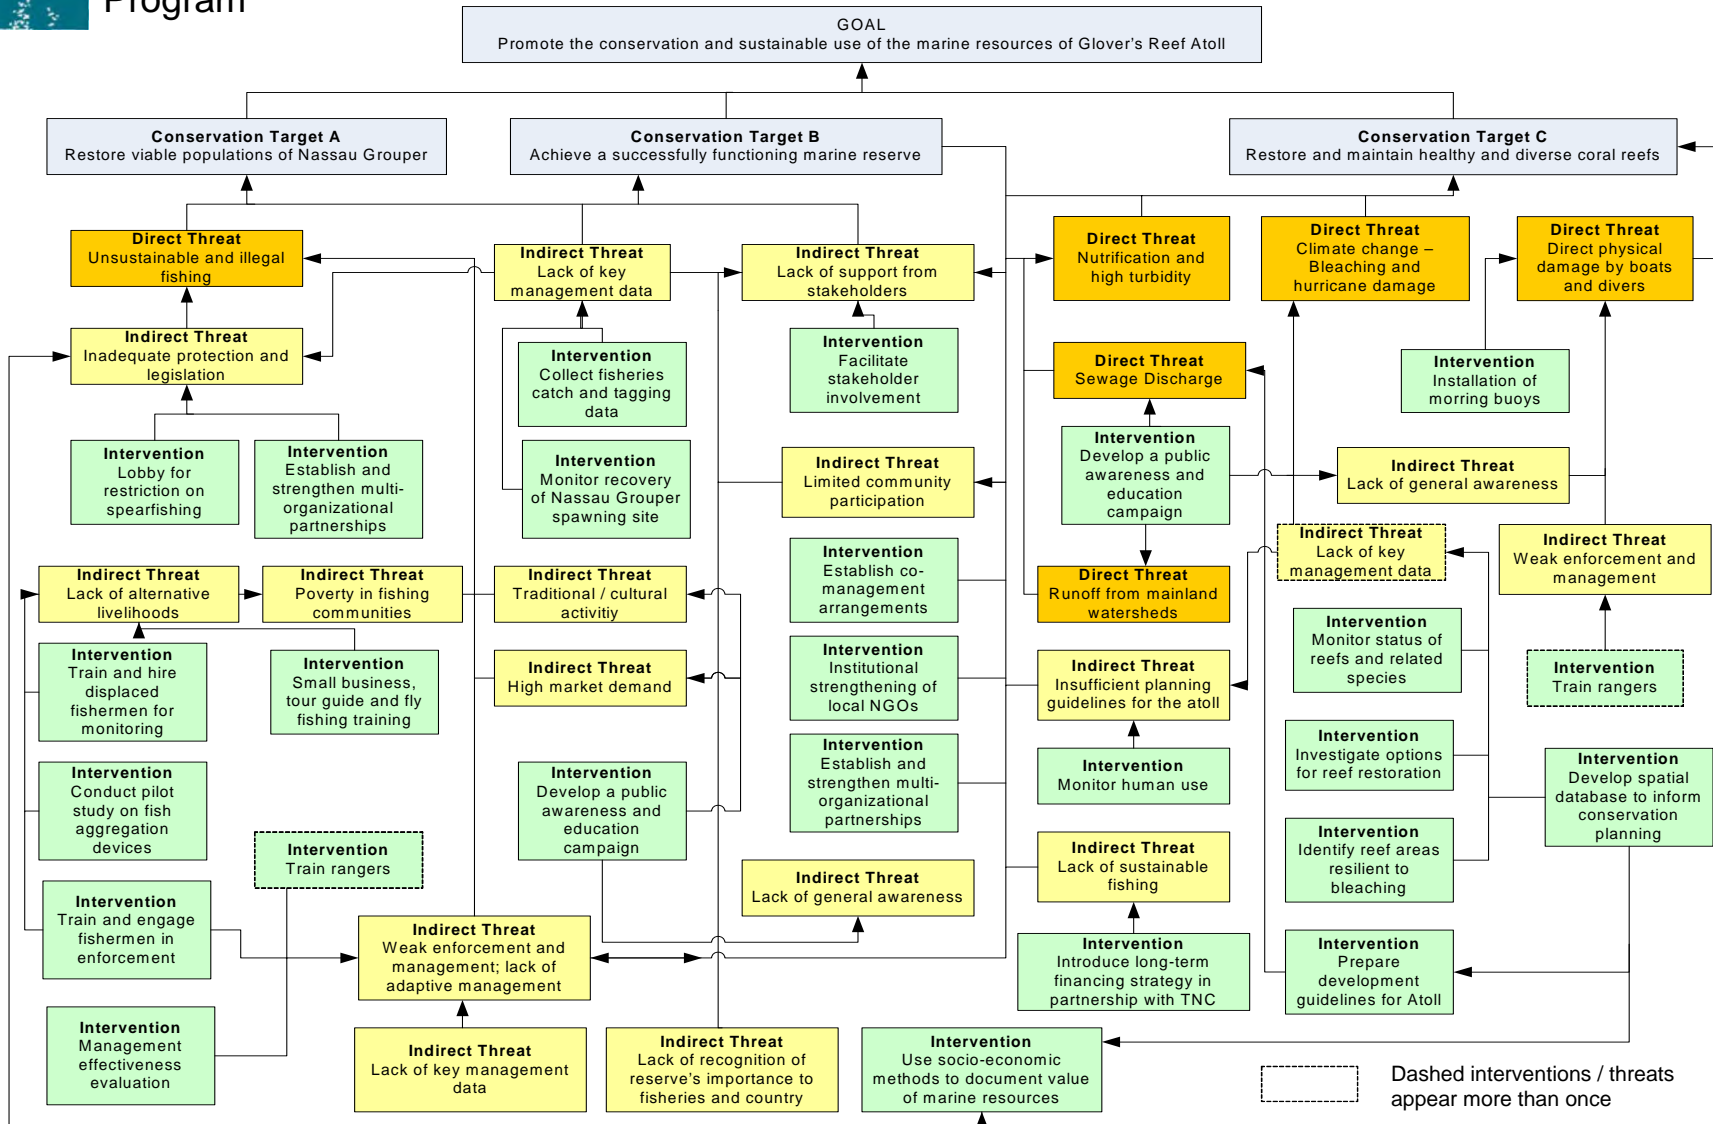 Program
GOAL
Promote the conservation and sustainable use of the marine resources of Glover's Reef Atoll
Conservation Target A
Restore viable populations of Nassau Grouper
Conservation Target B
Achieve a successfully functioning marine reserve
Conservation Target C
Restore and maintain healthy and diverse coral reefs
Direct Threat
Unsustainable and illegal
fishing
Indirect Threat
Lack of key
management data
Indirect Threat
Lack of support from
stakeholders
Direct Threat
Nutrification and
high turbidity
Direct Threat
Climate change –
Bleaching and
hurricane damage
Direct Threat
Direct physical
damage by boats
and divers
Indirect Threat
Inadequate protection and
legislation
Intervention
Collect fisheries
catch and tagging
data
Intervention
Facilitate
stakeholder
involvement
Direct Threat
Sewage Discharge
Intervention
Installation of
morring buoys
Intervention
Lobby for
restriction on
spearfishing
Intervention
Establish and
strengthen multi-
organizational
partnerships
Intervention
Monitor recovery
of Nassau Grouper
spawning site
Indirect Threat
Limited community
participation
Intervention
Develop a public
awareness and
education
campaign
Indirect Threat
Lack of general awareness
Indirect Threat
Lack of key
management data
Indirect Threat
Weak enforcement and
management
Indirect Threat
Lack of alternative
livelihoods
Indirect Threat
Poverty in fishing
communities
Indirect Threat
Traditional / cultural
activitiy
Intervention
Establish co-
management
arrangements
Direct Threat
Runoff from mainland
watersheds
Intervention
Monitor status of
reefs and related
species
Intervention
Train rangers
Intervention
Train and hire
displaced
fishermen for
monitoring
Intervention
Small business,
tour guide and fly
fishing training
Indirect Threat
High market demand
Intervention
Institutional
strengthening of
local NGOs
Indirect Threat
Insufficient planning
guidelines for the atoll
Intervention
Investigate options
for reef restoration
Intervention
Develop spatial
database to inform
conservation
planning
Intervention
Conduct pilot
study on fish
aggregation
devices
Intervention
Train rangers
Intervention
Develop a public
awareness and
education
campaign
Intervention
Establish and
strengthen multi-
organizational
partnerships
Intervention
Monitor human use
Intervention
Identify reef areas
resilient to
bleaching
Intervention
Train and engage
fishermen in
enforcement
Indirect Threat
Weak enforcement and
management; lack of
adaptive management
Indirect Threat
Lack of general awareness
Indirect Threat
Lack of sustainable
fishing
Intervention
Introduce long-term
financing strategy in
partnership with TNC
Intervention
Prepare
development
guidelines for Atoll
Intervention
Management
effectiveness
evaluation
Indirect Threat
Lack of key management
data
Indirect Threat
Lack of recognition of
reserve's importance to
fisheries and country
Intervention
Use socio-economic
methods to document value
of marine resources
Dashed interventions / threats
appear more than once